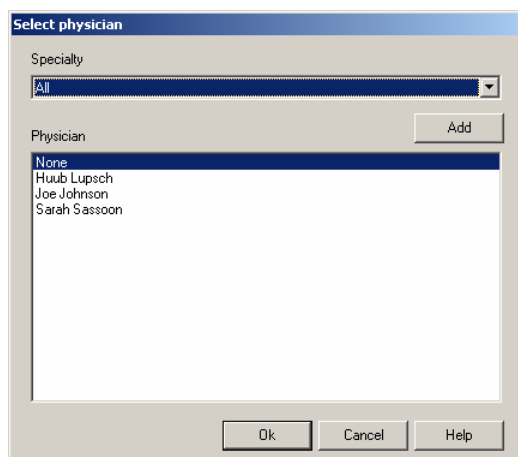 Select physician
Specialty
All
Add
Physician
None
Huub Lupsch
Joe Johnson
Sarah Sassoon
Ok Cancel Help